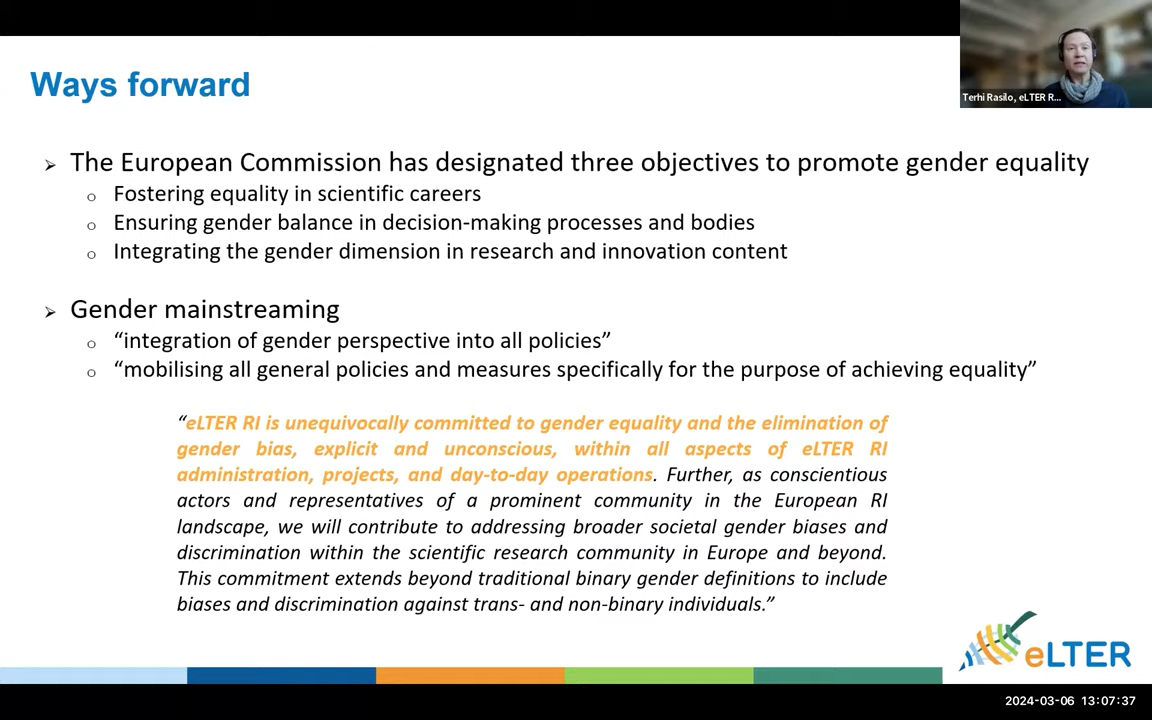 Ways forward
Terhi Rasilo, eLTER R...
➢ The European Commission has designated three objectives to promote gender equality
o Fostering equality in scientific careers
o Ensuring gender balance in decision-making processes and bodies
o Integrating the gender dimension in research and innovation content
➢ Gender mainstreaming
o “integration of gender perspective into all policies”
o “mobilising all general policies and measures specifically for the purpose of achieving equality”
“eLTER RI is unequivocally committed to gender equality and the elimination of
gender bias, explicit and unconscious, within all aspects of eLTER RI
administration, projects, and day-to-day operations. Further, as conscientious
actors and representatives of a prominent community in the European RI
landscape, we will contribute to addressing broader societal gender biases and
discrimination within the scientific research community in Europe and beyond.
This commitment extends beyond traditional binary gender definitions to include
biases and discrimination against trans- and non-binary individuals.”
eLTER
2024-03-06 13:07:37